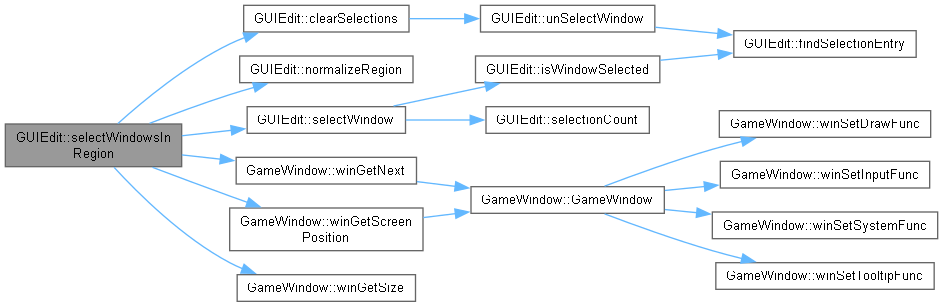 GUIEdit::selectWindowsIn
Region
GUIEdit::clearSelections
GUIEdit::normalizeRegion
GUIEdit::selectWindow
GameWindow::winGetNext
GameWindow::winGetScreen
Position
GameWindow::winGetSize
GUIEdit::unSelectWindow
GUIEdit::isWindowSelected
GUIEdit::selectionCount
GameWindow::GameWindow
GUIEdit::findSelectionEntry
GameWindow::winSetDrawFunc
GameWindow::winSetInputFunc
GameWindow::winSetSystemFunc
GameWindow::winSetTooltipFunc